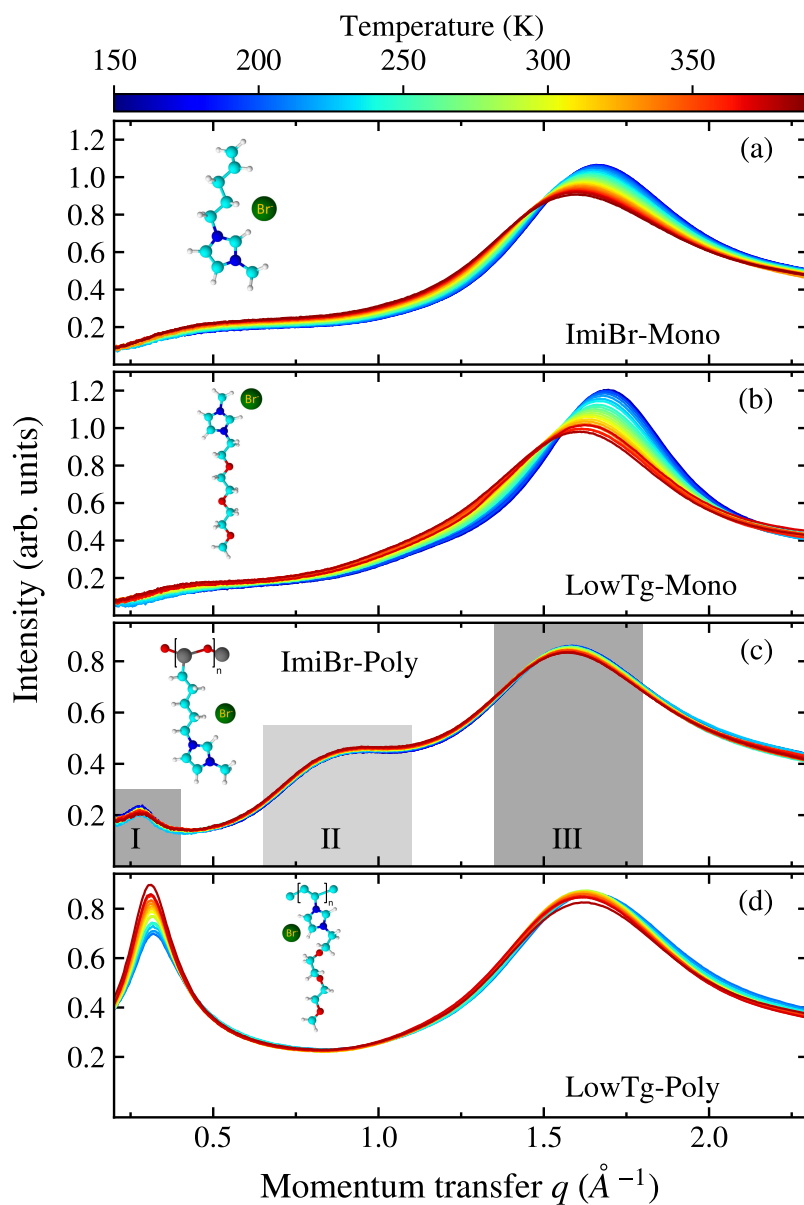 Temperature (K)
150 200 250 300 350
1.2
1.0
0.8
0.6
0.4
0.2
(a)
Br⁻
ImiBr-Mono
1.2
1.0
0.8
0.6
0.4
0.2
(b)
Br⁻
LowTg-Mono
Intensity (arb. units)
0.8
0.6
0.4
0.2
(c)
n
ImiBr-Poly
Br⁻
I II III
0.8
0.6
0.4
0.2
(d)
n
Br⁻
LowTg-Poly
0.5 1.0 1.5 2.0
Momentum transfer q (Å⁻¹)